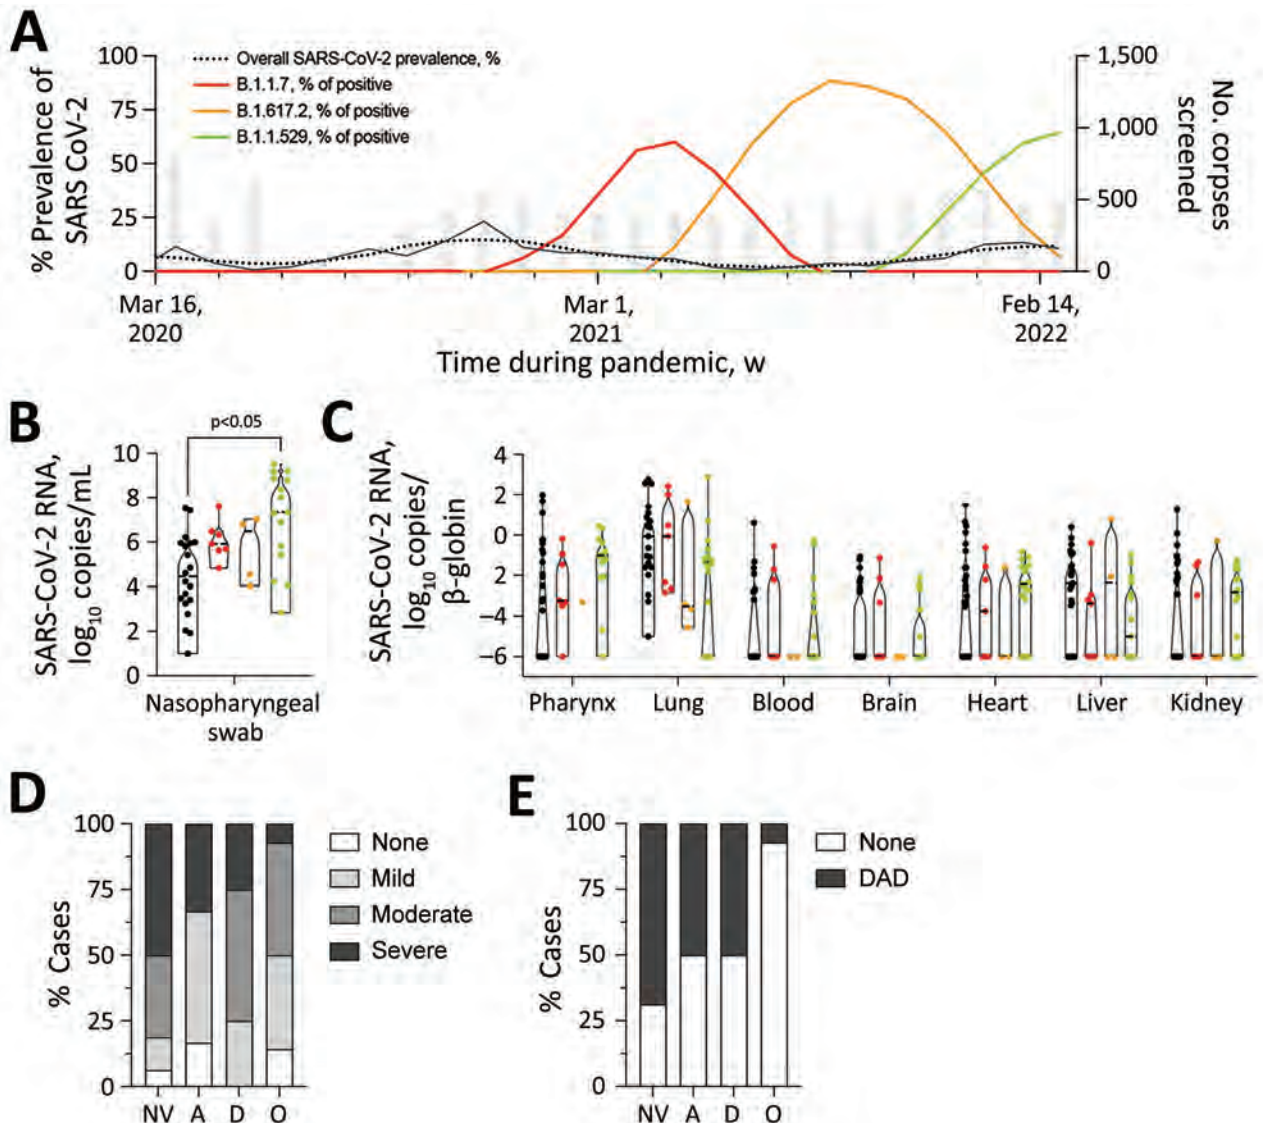 A
% Prevalence of
SARS CoV-2
100
75
50
25
0
Overall SARS-CoV-2 prevalence, %
B.1.1.7, % of positive
B.1.617.2, % of positive
B.1.1.529, % of positive
1,500
1,000
500
0
No. corpses
screened
Mar 16,
2020
Mar 1,
2021
Feb 14,
2022
Time during pandemic, w
B
SARS-CoV-2 RNA,
log10 copies/mL
10
8
6
4
2
0
p<0.05
Nasopharyngeal
swab
C
SARS-CoV-2 RNA,
log10 copies/
β-globin
4
2
0
2
−4
−6
Pharynx Lung Blood Brain Heart Liver Kidney
D
% Cases
100
75
50
25
0
NV A D O
None
Mild
Moderate
Severe
E
% Cases
100
75
50
25
0
NV A D O
None
DAD